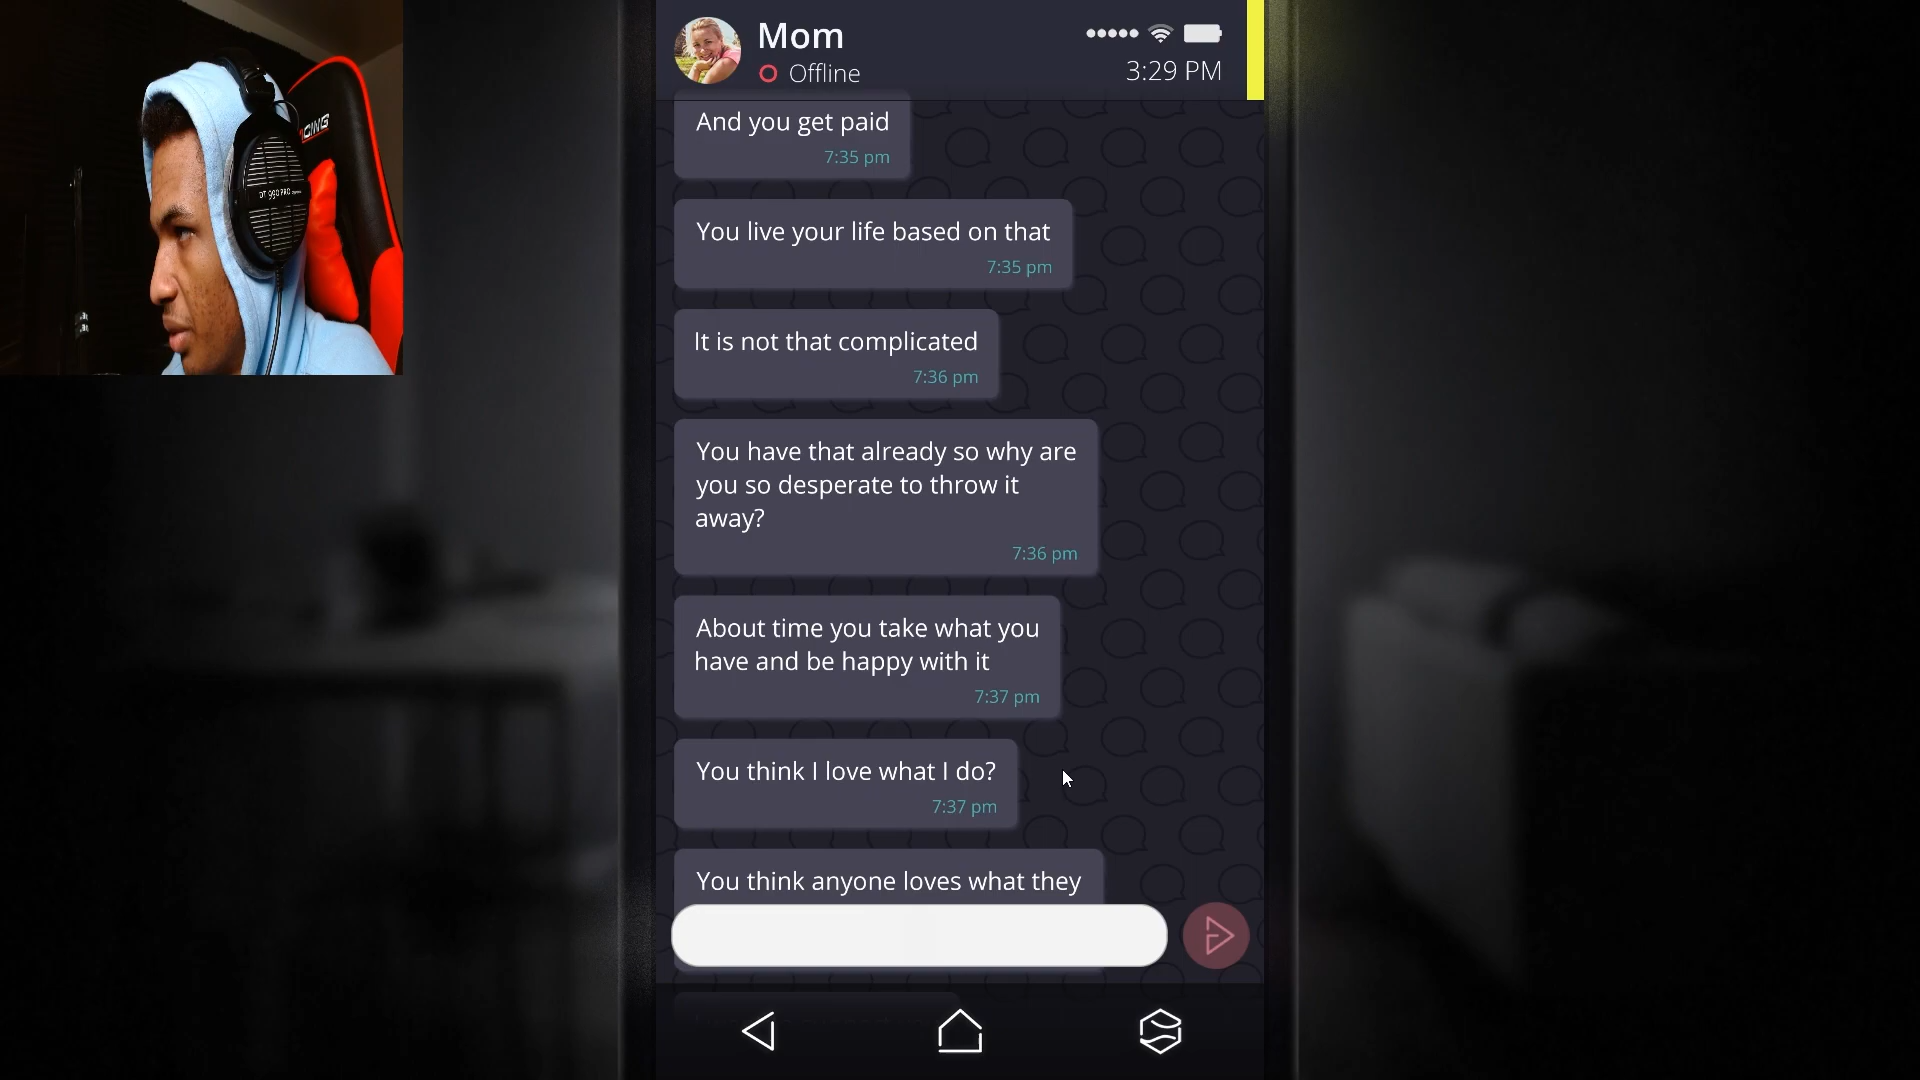 Mom
Offline
3:29 PM
And you get paid
7:35 pm
You live your life based on that
7:35 pm
It is not that complicated
7:36 pm
You have that already so why are
you so desperate to throw it
away?
7:36 pm
About time you take what you
have and be happy with it
7:37 pm
You think I love what I do?
7:37 pm
You think anyone loves what they
CING
DT 990 PRO